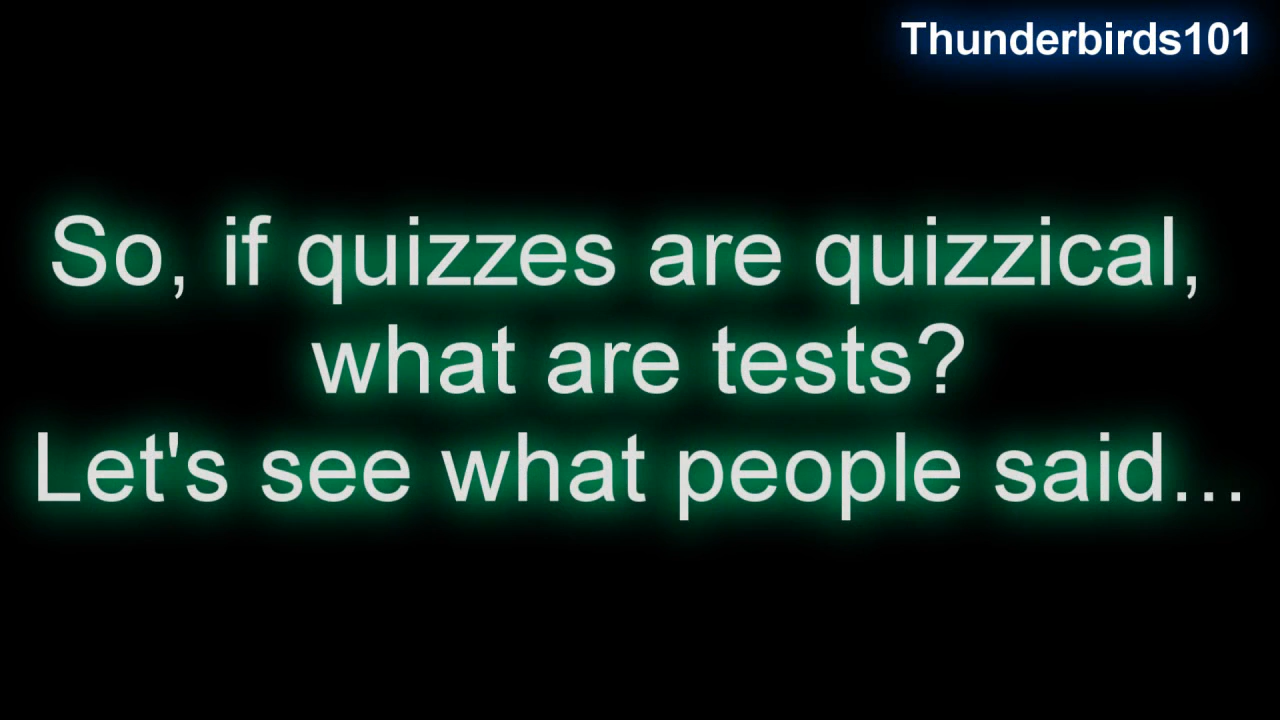 Thunderbirds101
So, if quizzes are quizzical,
what are tests?
Let's see what people said...